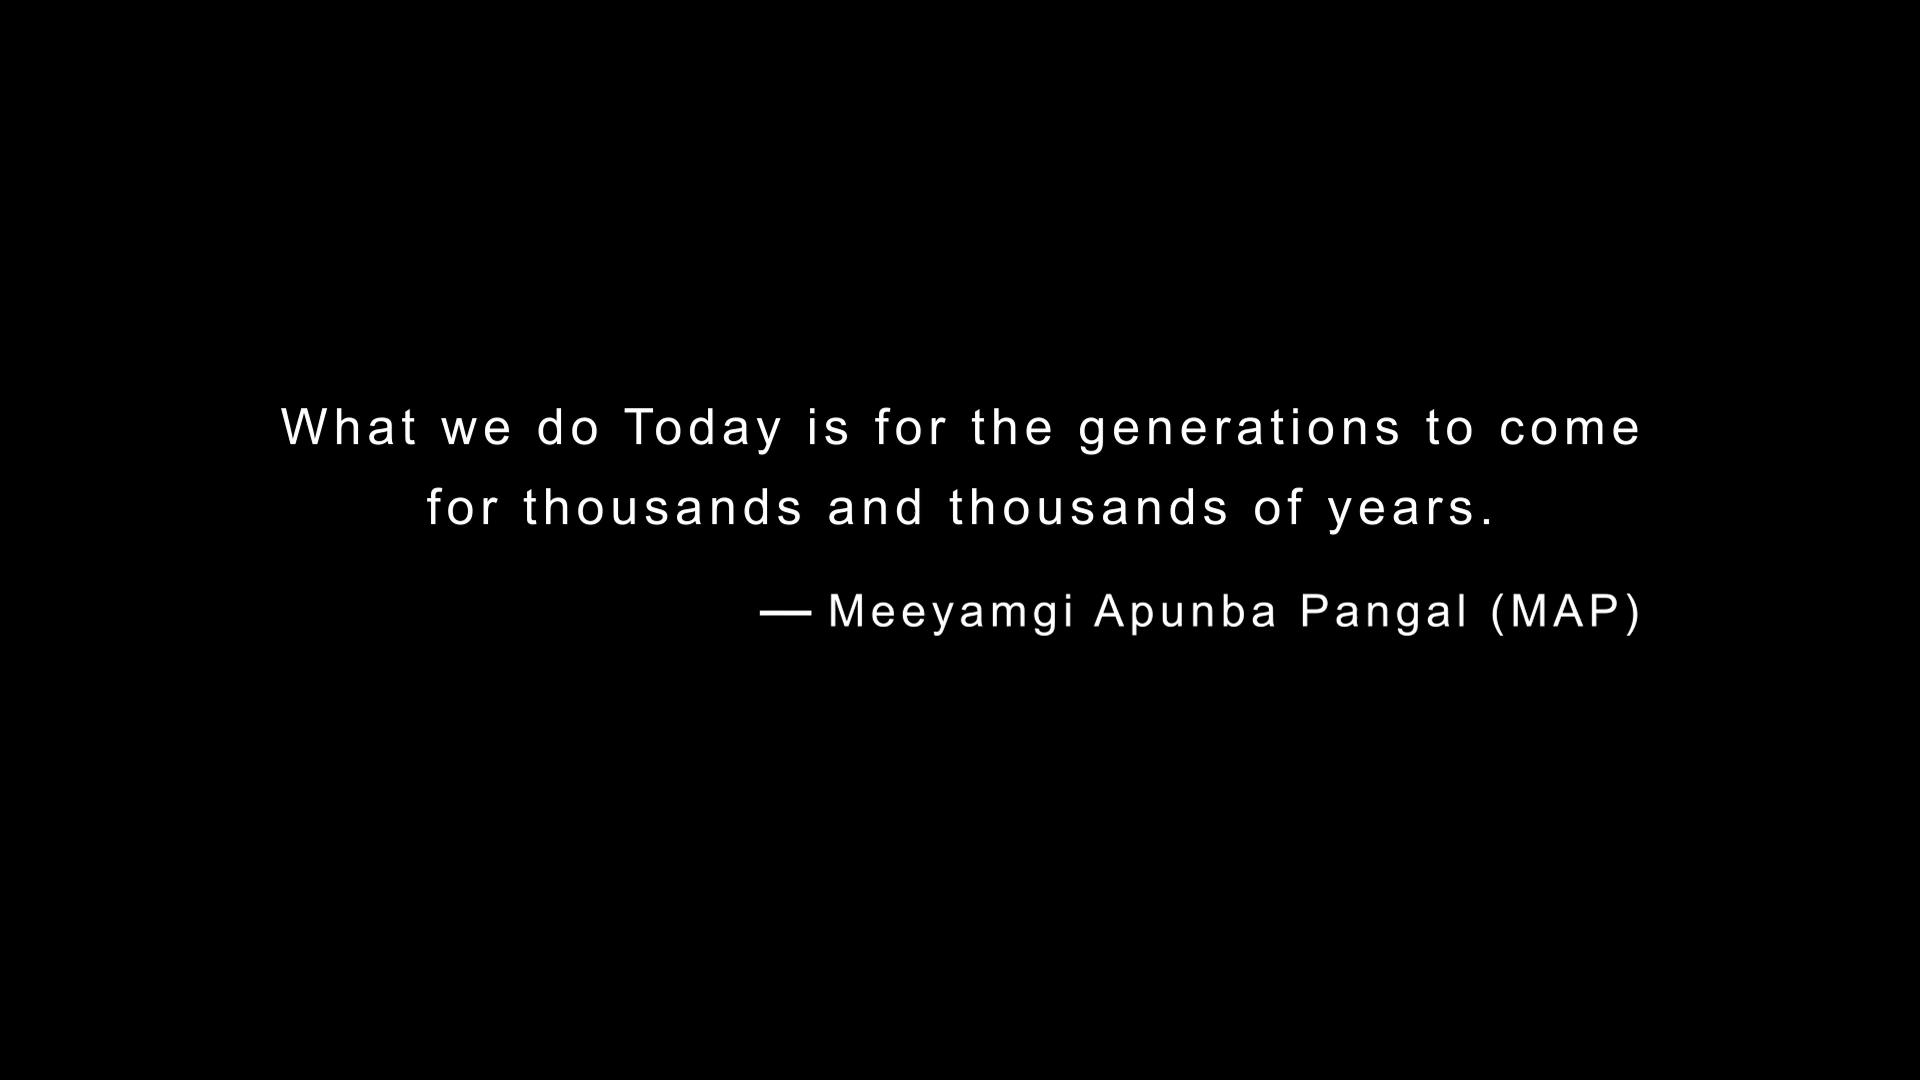 What we do Today is for the generations to come
for thousands and thousands of years.
— Meeyamgi Apunba Pangal (MAP)